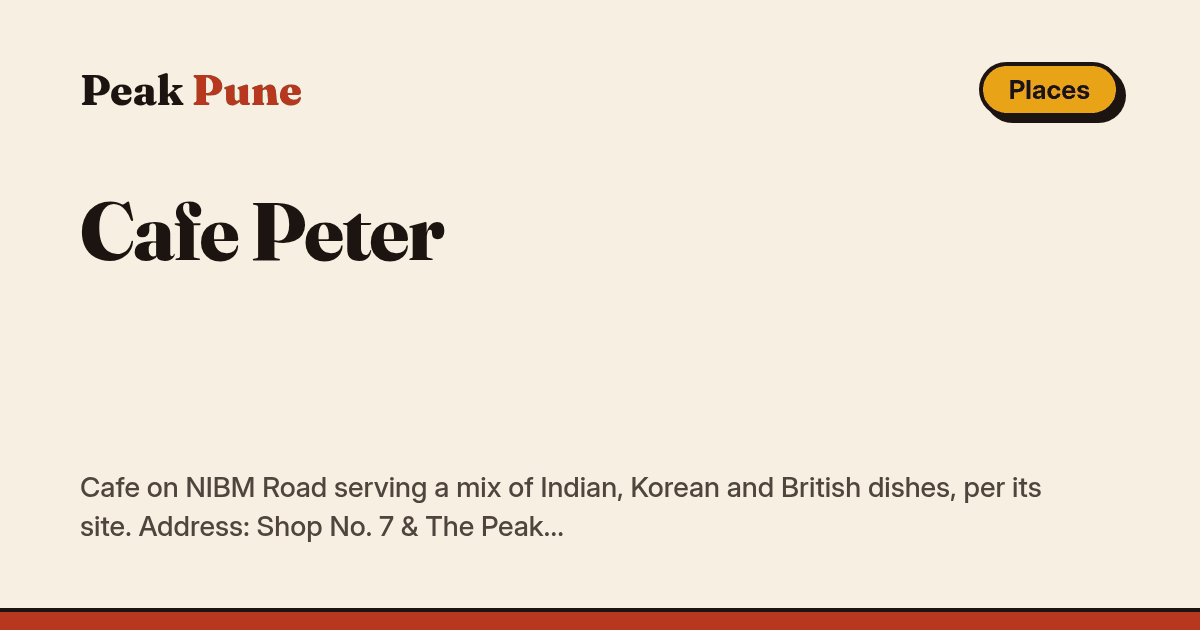 Peak Pune
Places
Cafe Peter
Cafe on NIBM Road serving a mix of Indian, Korean and British dishes, per its
site. Address: Shop No. 7 & The Peak...